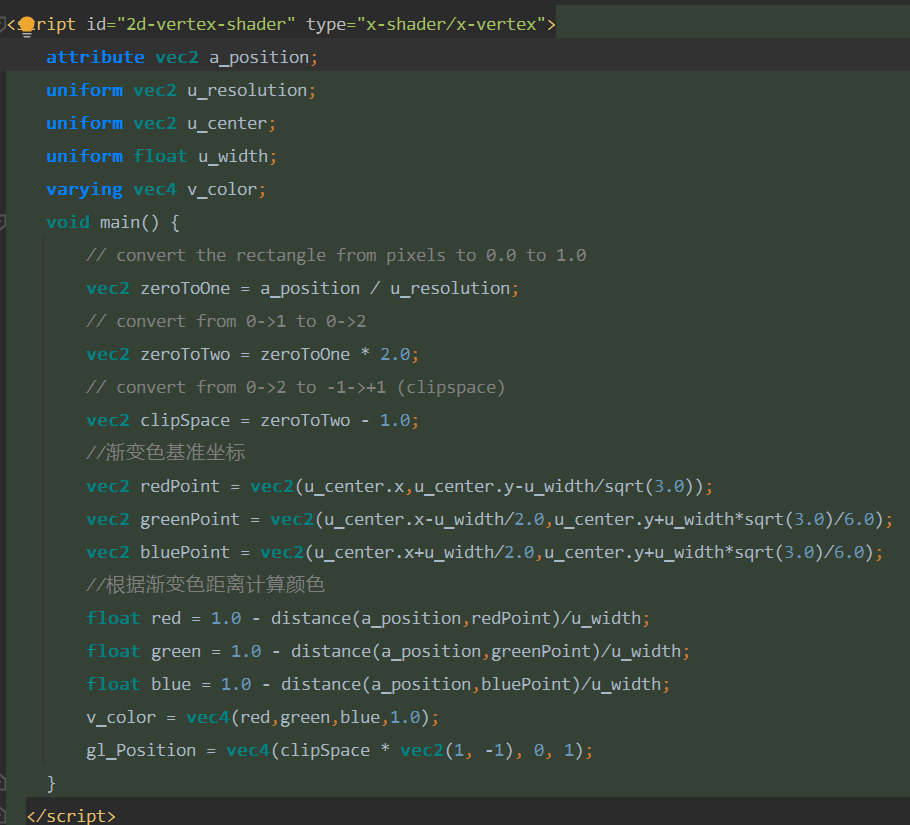 <script id="2d-vertex-shader" type="x-shader/x-vertex">
attribute vec2 a_position;
uniform vec2 u_resolution;
uniform vec2 u_center;
uniform float u_width;
varying vec4 v_color;
void main() {
// convert the rectangle from pixels to 0.0 to 1.0
vec2 zeroToOne = a_position / u_resolution;
// convert from 0->1 to 0->2
vec2 zeroToTwo = zeroToOne * 2.0;
// convert from 0->2 to -1->+1 (clipspace)
vec2 clipSpace = zeroToTwo - 1.0;
//渐变色基准坐标
vec2 redPoint = vec2(u_center.x,u_center.y-u_width/sqrt(3.0));
vec2 greenPoint = vec2(u_center.x-u_width/2.0,u_center.y+u_width*sqrt(3.0)/6.0);
vec2 bluePoint = vec2(u_center.x+u_width/2.0,u_center.y+u_width*sqrt(3.0)/6.0);
//根据渐变色距离计算颜色
float red = 1.0 - distance(a_position,redPoint)/u_width;
float green = 1.0 - distance(a_position,greenPoint)/u_width;
float blue = 1.0 - distance(a_position,bluePoint)/u_width;
v_color = vec4(red,green,blue,1.0);
gl_Position = vec4(clipSpace * vec2(1, -1), 0, 1);
}
</script>